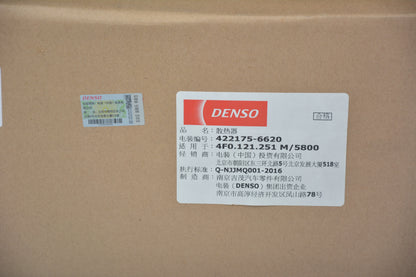 DENSO
DENSO
合格
品 名: 散热器
电装编号: 422175-6620
适 用 于: 4F0.121.251 M/5800
经 销 商: 电装（中国）投资有限公司
北京市朝阳区东三环北路5号北京发展大厦518室
执行标准: Q-NJJMQ001-2016
制 造 商: 南京吉茂汽车零件有限公司
电装（DENSO）集团出资企业
南京市高淳经济开发区凤山路78号